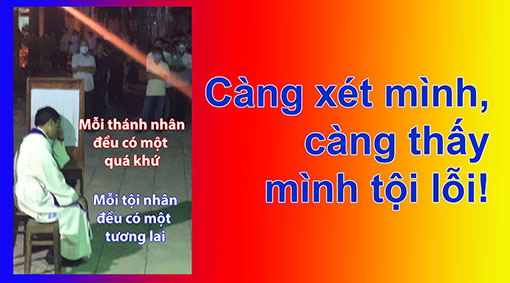 Mỗi thánh nhân
đều có một
quá khứ
Mỗi tội nhân
đều có một
tương lai
Càng xét mình,
càng thấy
mình tội lỗi!